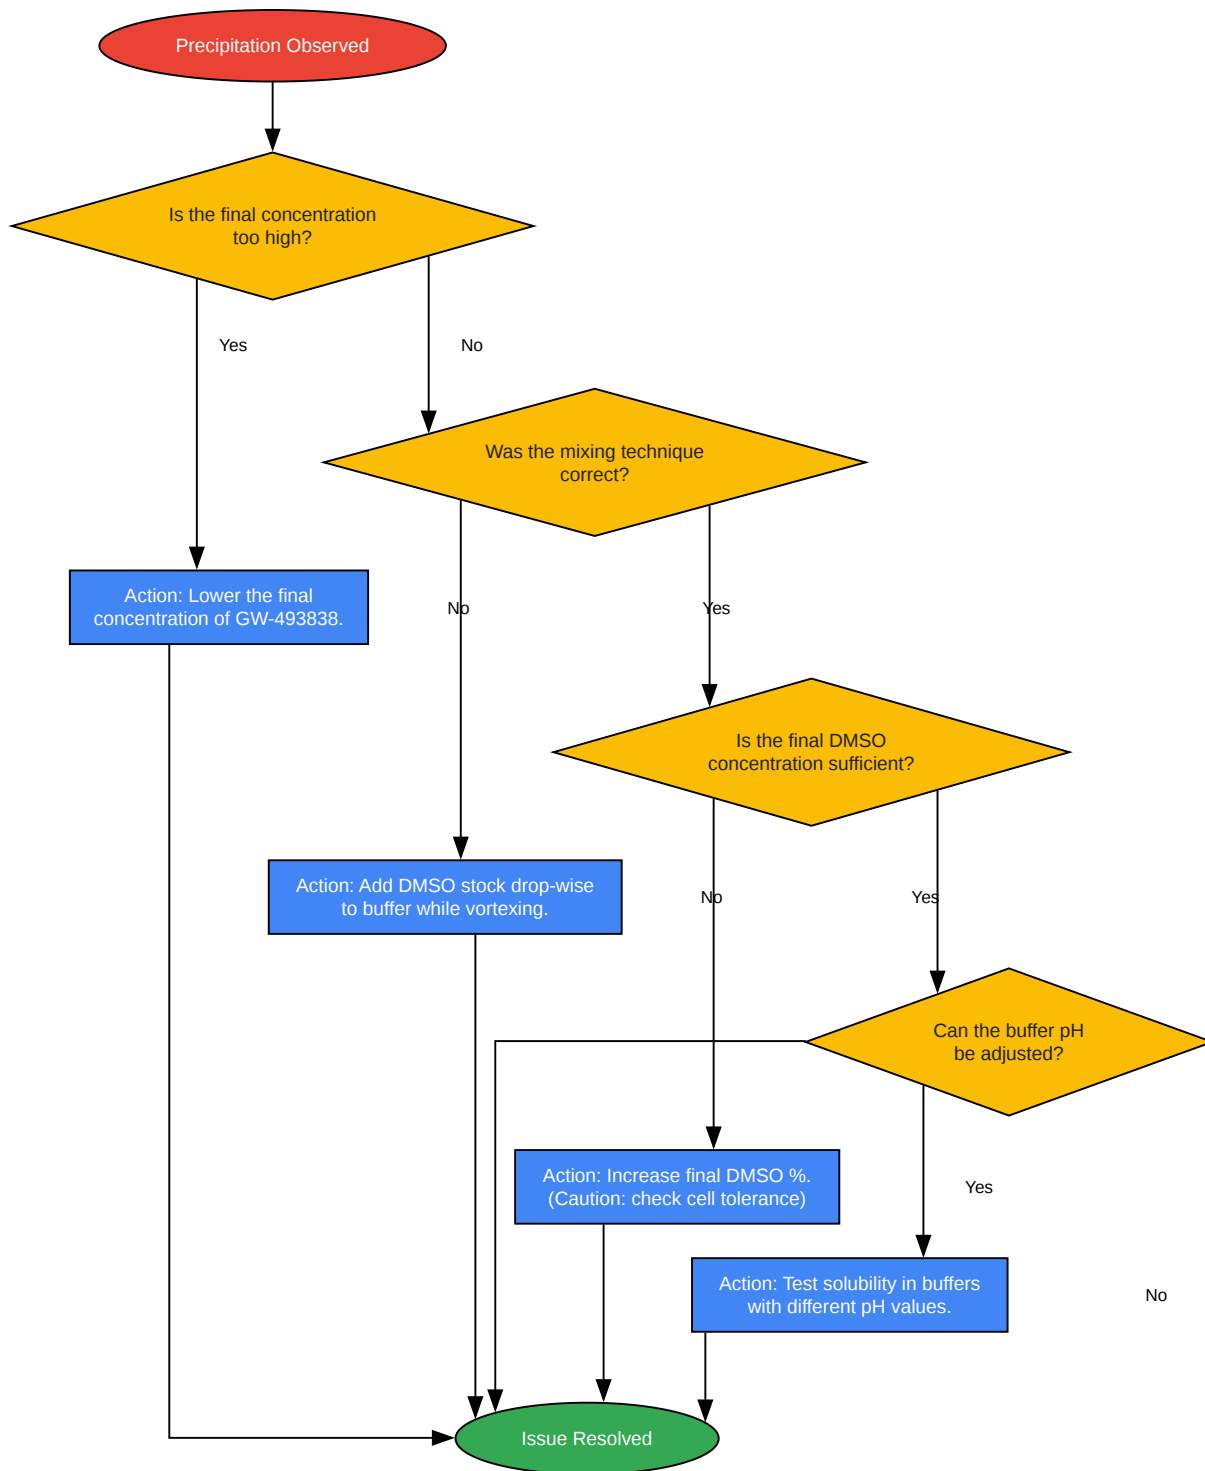 Precipitation Observed
Is the final concentration
too high?
Yes
No
Was the mixing technique
correct?
Action: Lower the final
concentration of GW-493838.
No
Yes
Is the final DMSO
concentration sufficient?
Action: Add DMSO stock drop-wise
to buffer while vortexing.
No
Yes
Can the buffer pH
be adjusted?
Action: Increase final DMSO %.
(Caution: check cell tolerance)
Yes
Action: Test solubility in buffers
with different pH values.
No
Issue Resolved